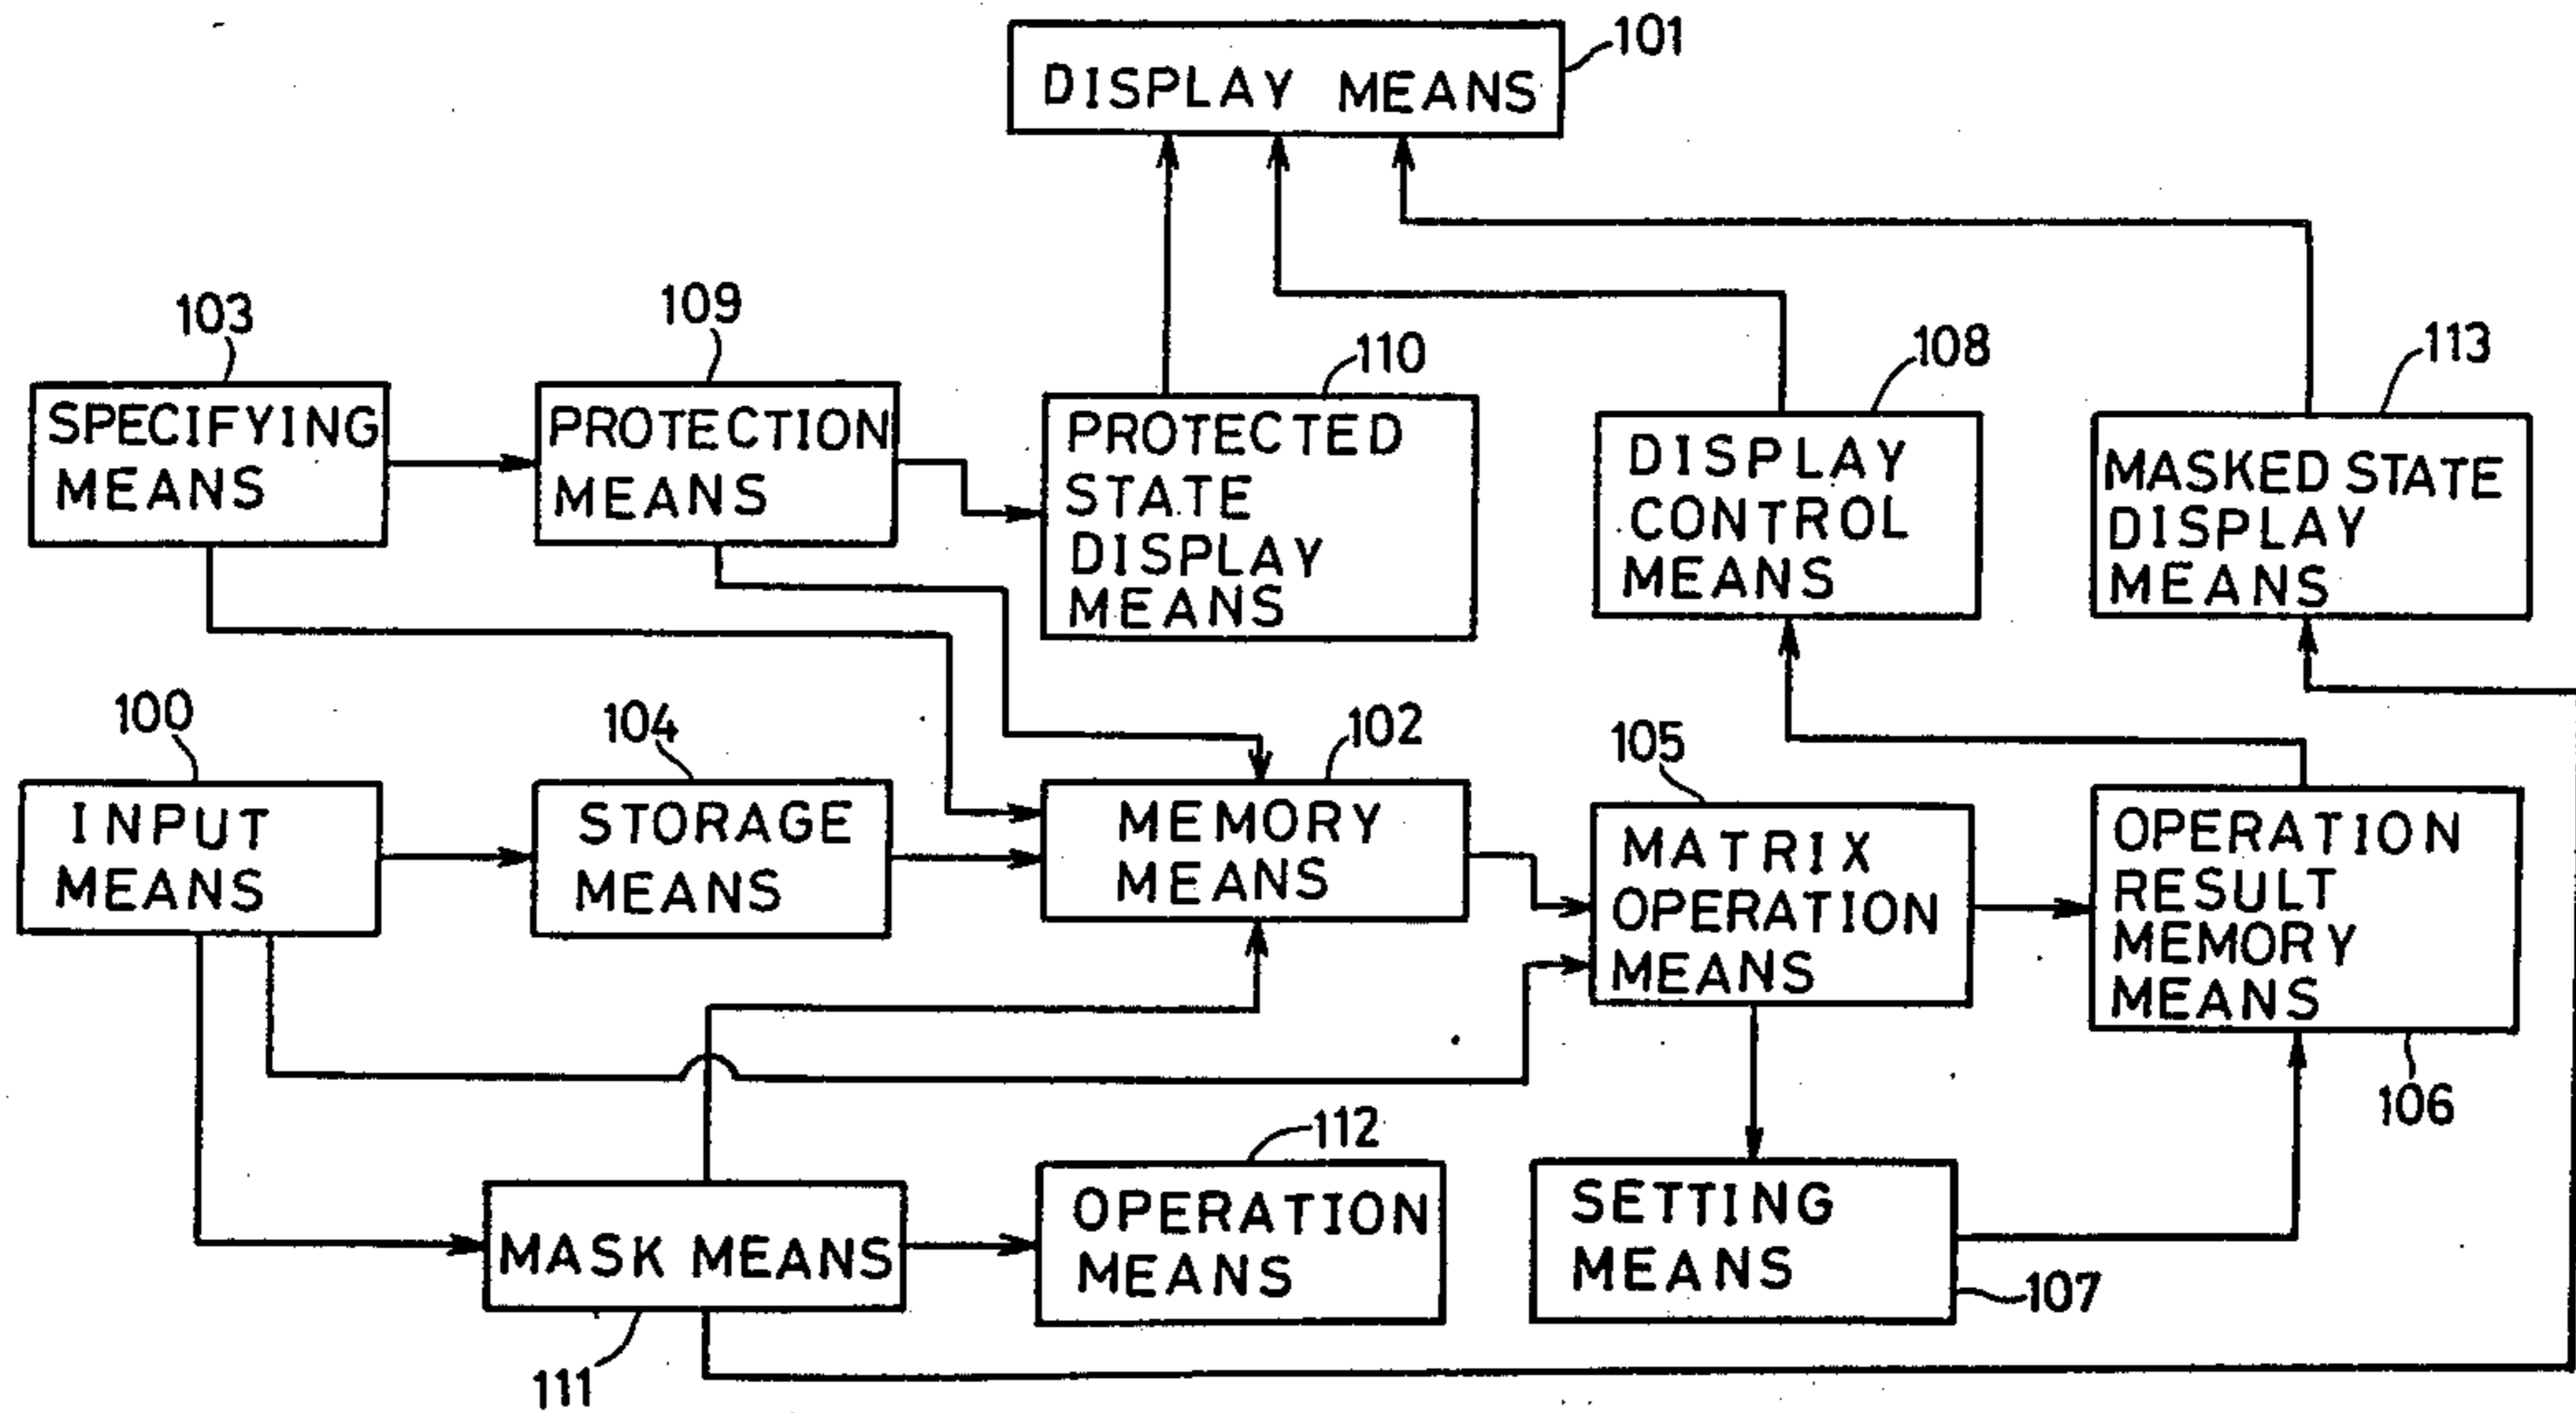 101
DISPLAY MEANS
103
109
110
108
113
SPECIFYING
MEANS
PROTECTION
MEANS
PROTECTED
STATE
DISPLAY
MEANS
DISPLAY
CONTROL
MEANS
MASKED STATE
DISPLAY
MEANS
100
104
102
105
INPUT
MEANS
STORAGE
MEANS
MEMORY
MEANS
MATRIX
OPERATION
MEANS
OPERATION
RESULT
MEMORY
MEANS
106
112
MASK MEANS
111
OPERATION
MEANS
SETTING
MEANS
107